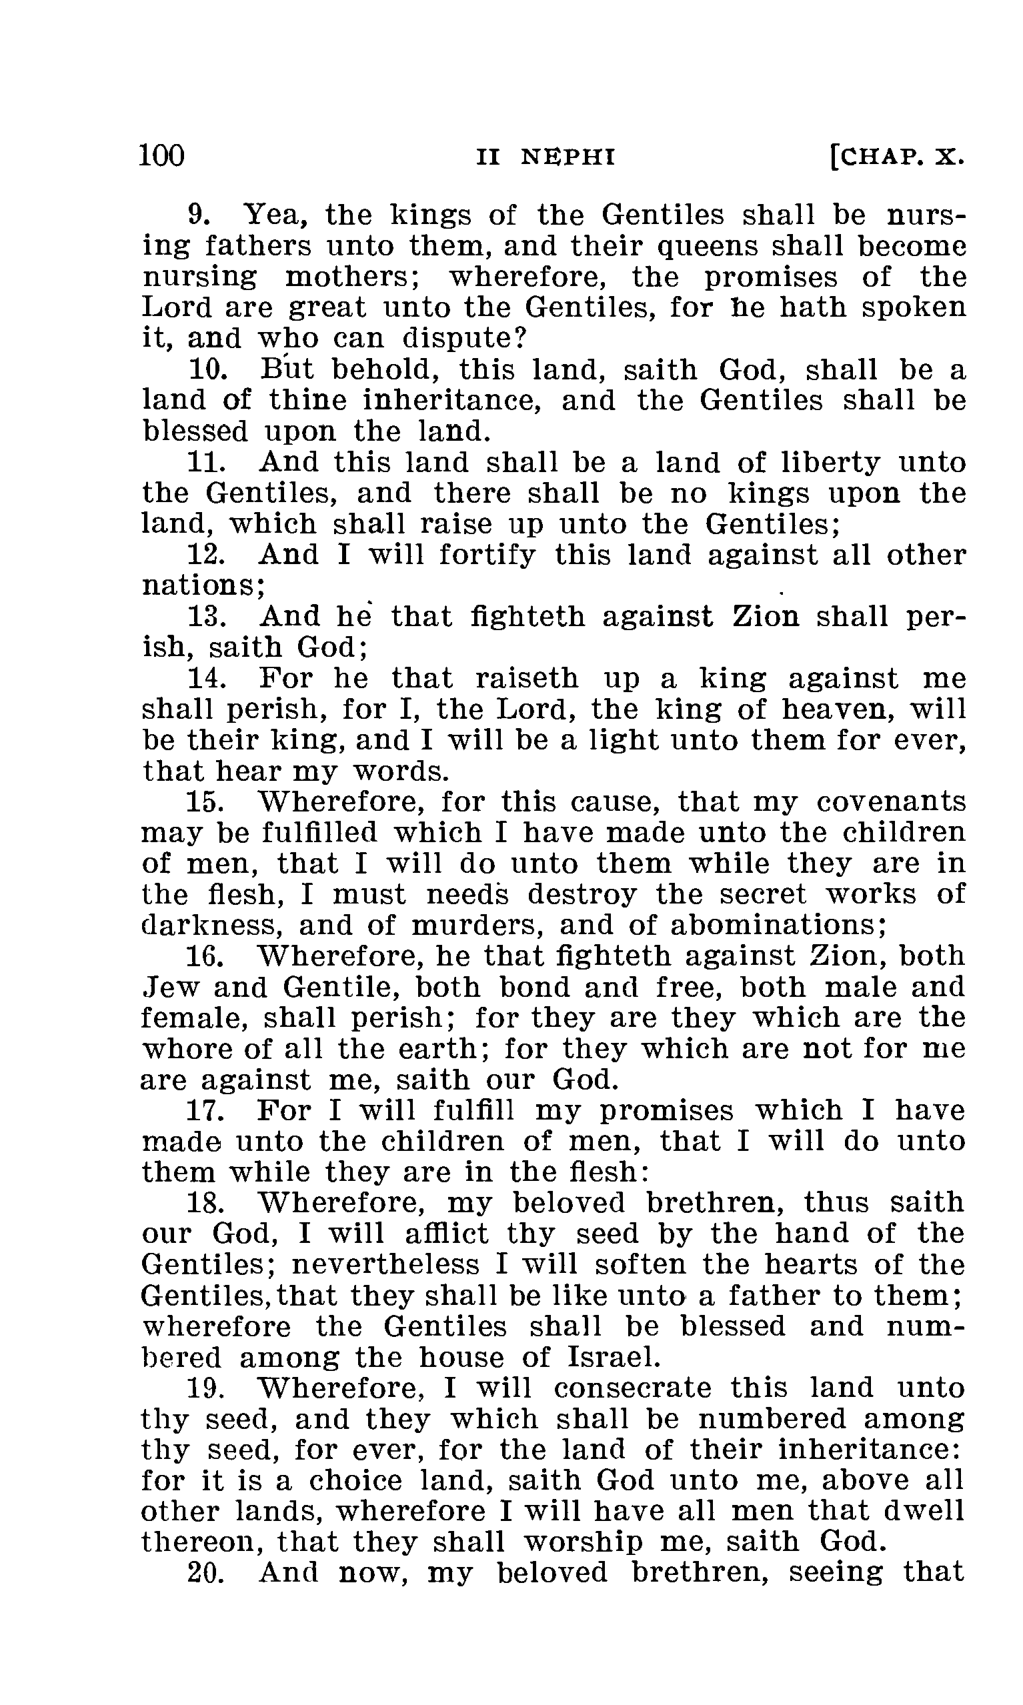 100 II NEPHI [CHAP. X.
9. Yea, the kings of the Gentiles shall be nurs-
ing fathers unto them, and their queens shall become
nursing mothers; wherefore, the promises of the
Lord are great unto the Gentiles, for he hath spoken
it, and who can dispute?
10. But behold, this land, saith God, shall be a
land of thine inheritance, and the Gentiles shall be
blessed upon the land.
11. And this land shall be a land of liberty unto
the Gentiles, and there shall be no kings upon the
land, which shall raise up unto the Gentiles;
12. And I will fortify this land against all other
nations;
13. And he that fighteth against Zion shall per-
ish, saith God;
14. For he that raiseth up a king against me
shall perish, for I, the Lord, the king of heaven, will
be their king, and I will be a light unto them for ever,
that hear my words.
15. Wherefore, for this cause, that my covenants
may be fulfilled which I have made unto the children
of men, that I will do unto them while they are in
the flesh, I must needs destroy the secret works of
darkness, and of murders, and of abominations;
16. Wherefore, he that fighteth against Zion, both
Jew and Gentile, both bond and free, both male and
female, shall perish; for they are they which are the
whore of all the earth; for they which are not for me
are against me, saith our God.
17. For I will fulfill my promises which I have
made unto the children of men, that I will do unto
them while they are in the flesh:
18. Wherefore, my beloved brethren, thus saith
our God, I will afflict thy seed by the hand of the
Gentiles; nevertheless I will soften the hearts of the
Gentiles, that they shall be like unto a father to them;
wherefore the Gentiles shall be blessed and num-
bered among the house of Israel.
19. Wherefore, I will consecrate this land unto
thy seed, and they which shall be numbered among
thy seed, for ever, for the land of their inheritance:
for it is a choice land, saith God unto me, above all
other lands, wherefore I will have all men that dwell
thereon, that they shall worship me, saith God.
20. And now, my beloved brethren, seeing that